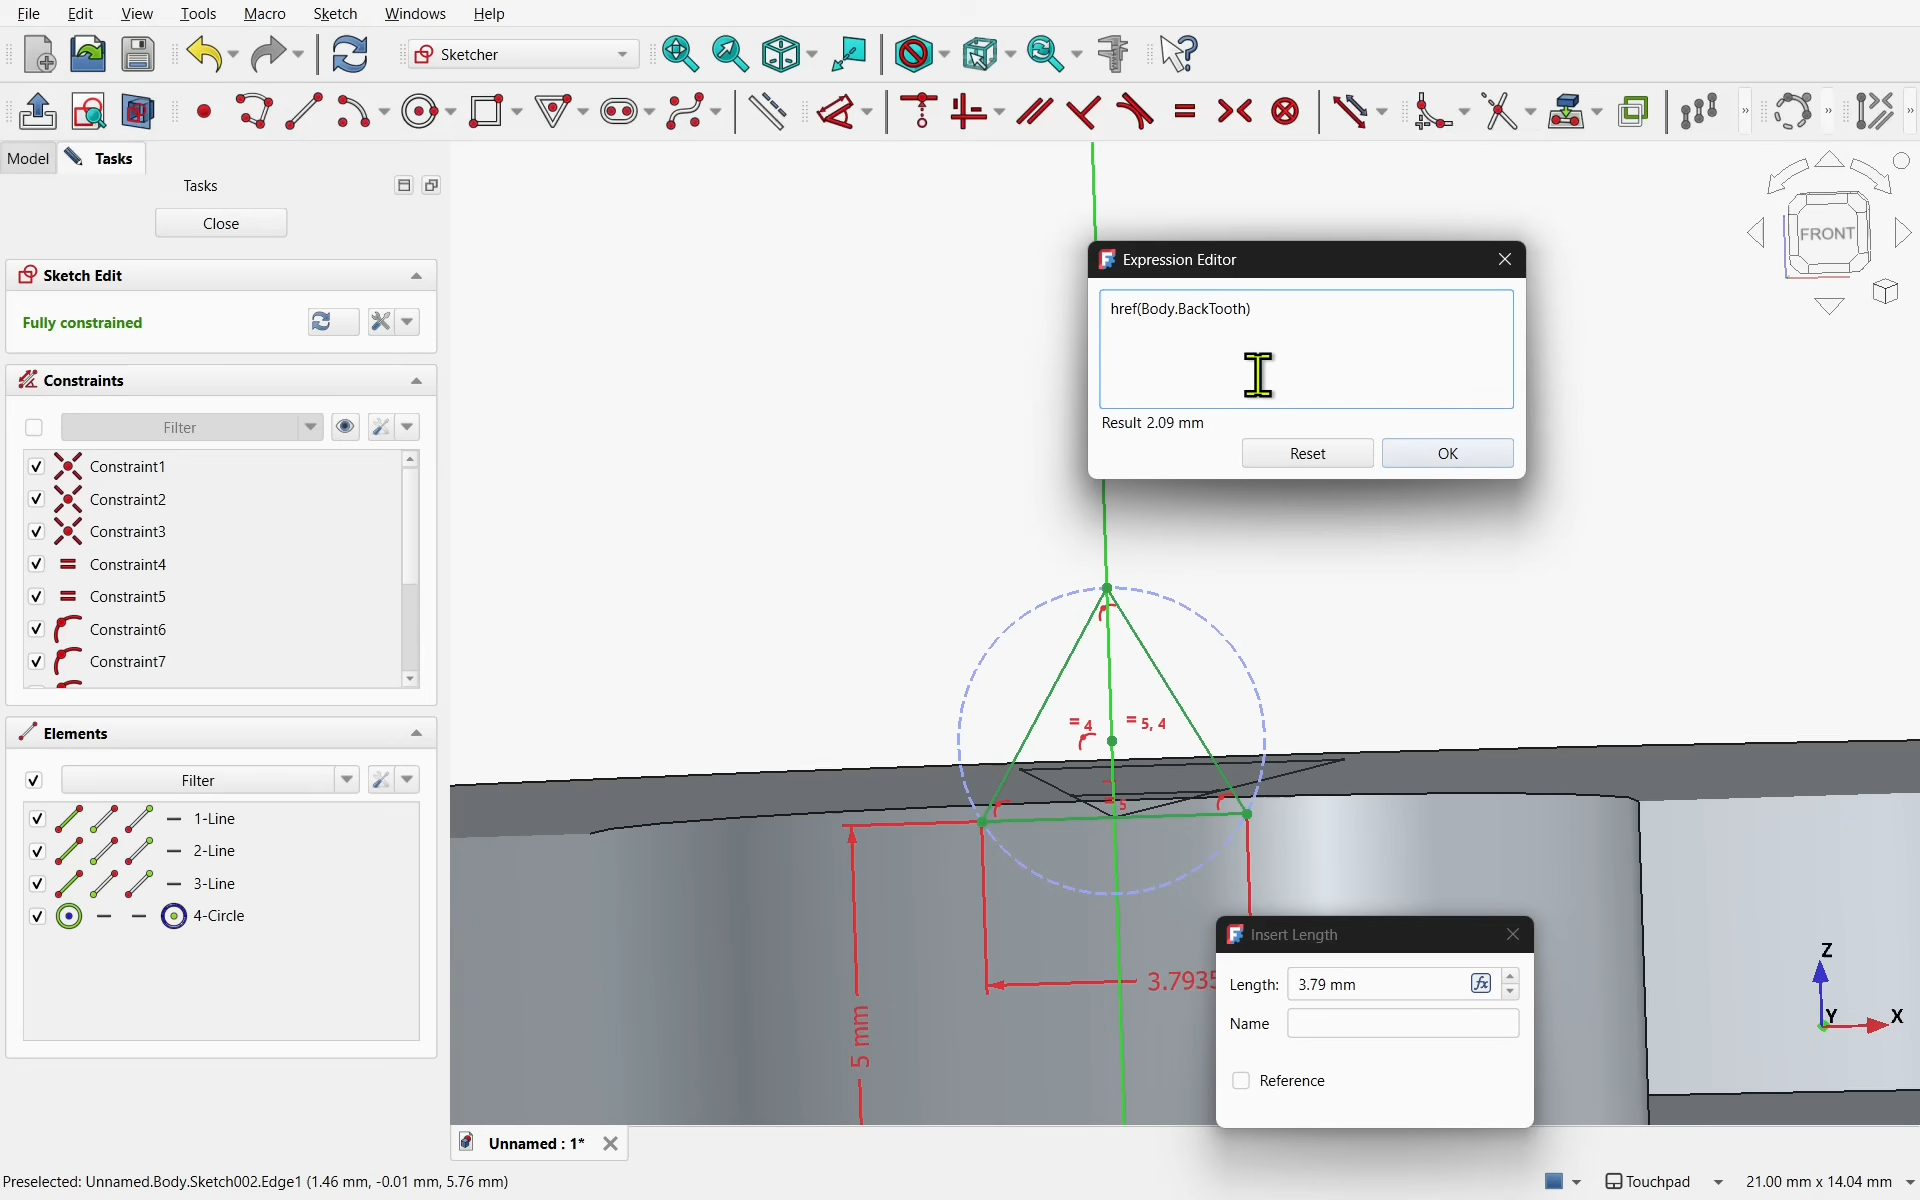 File Edit View Tools Macro Sketch Windows Help
Sketcher
Model Tasks
Tasks
Close
Sketch Edit
Fully constrained
Constraints
Filter
Constraint1
Constraint2
Constraint3
Constraint4
Constraint5
Constraint6
Constraint7
Elements
Filter
1-Line
2-Line
3-Line
4-Circle
FRONT
Expression Editor
href(Body.BackTooth)
Result 2.09 mm
Reset OK
= 4
= 5, 4
= 5
3.7935
5 mm
Insert Length
Length: 3.79 mm
Name
Reference
Z
Y
X
Unnamed : 1*
Preselected: Unnamed.Body.Sketch002.Edge1 (1.46 mm, -0.01 mm, 5.76 mm)
Touchpad
21.00 mm x 14.04 mm